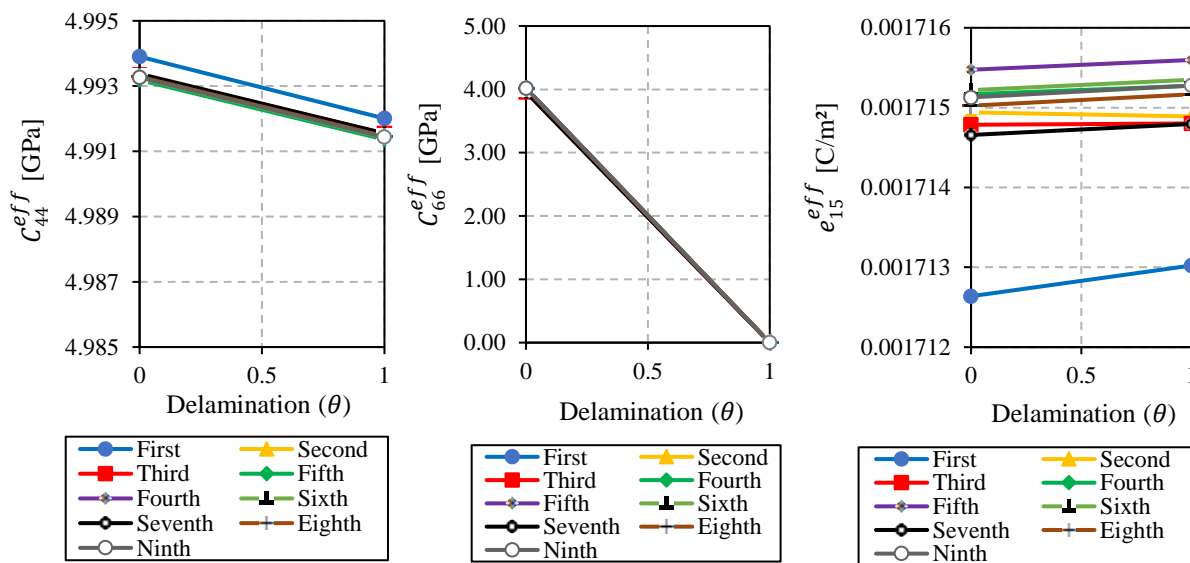 4.995
4.993
4.991
4.989
4.987
4.985
C_44^eff [GPa]
0 0.5 1
Delamination (θ)
First Second
Third Fifth
Fourth Sixth
Seventh Eighth
Ninth
5.00
4.00
3.00
2.00
1.00
0.00
C_66^eff [GPa]
0 0.5 1
Delamination (θ)
First Second
Third Fourth
Fifth Sixth
Seventh Eighth
Ninth
0.001716
0.001715
0.001714
0.001713
0.001712
e_15^eff [C/m²]
0 0.5 1
Delamination (θ)
First Second
Third Fourth
Fifth Sixth
Seventh Eighth
Ninth